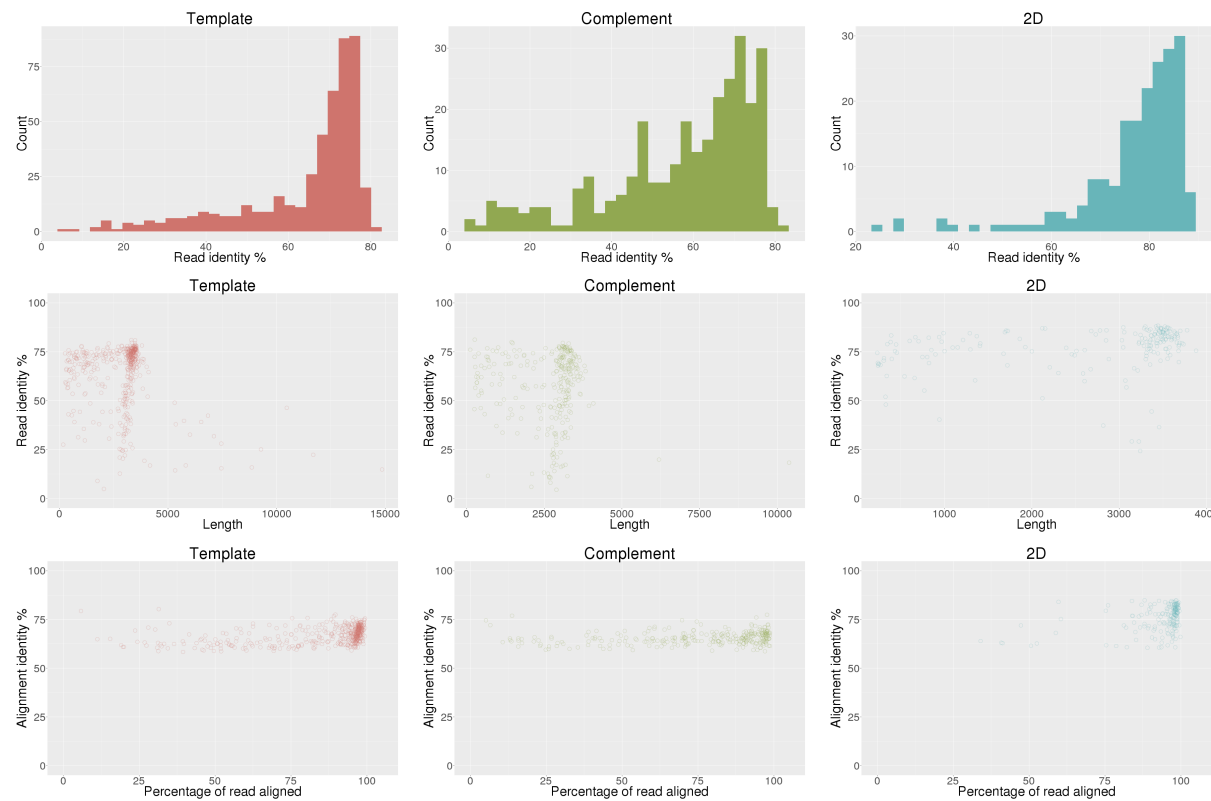 Template Complement 2D
75 30 30
50 20 20
25 10 10
0 0 0
Count Count Count
0 20 40 60 80 0 20 40 60 80 20 40 60 80
Read identity % Read identity % Read identity %
Template Complement 2D
100 100 100
75 75 75
50 50 50
25 25 25
0 0 0
Read identity % Read identity % Read identity %
0 5000 10000 15000 0 2500 5000 7500 10000 1000 2000 3000 400
Length Length Length
Template Complement 2D
100 100 100
75 75 75
50 50 50
25 25 25
0 0 0
Alignment identity % Alignment identity % Alignment identity %
0 25 50 75 100 0 25 50 75 100 0 25 50 75 100
Percentage of read aligned Percentage of read aligned Percentage of read aligned